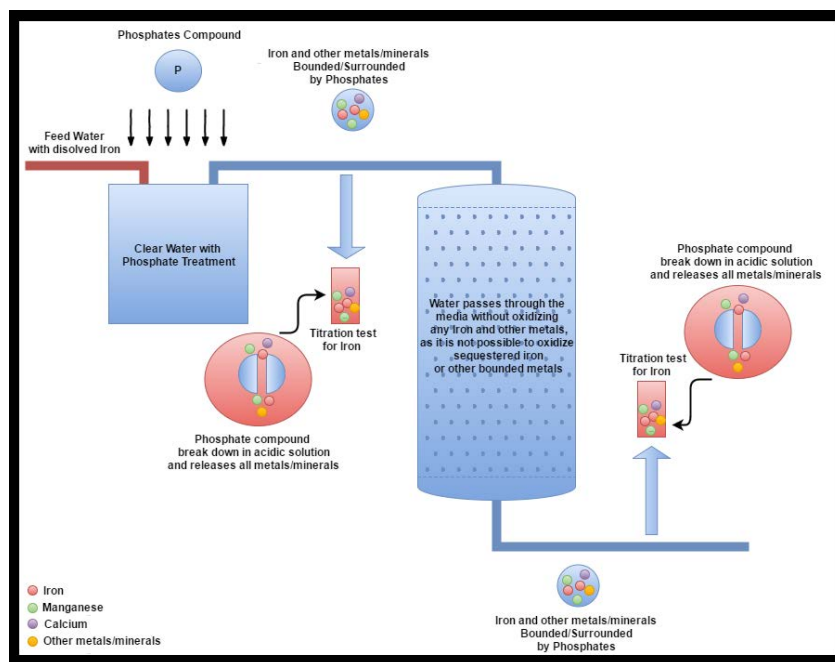 Phosphates Compound
P
Iron and other metals/minerals
Bounded/Surrounded
by Phosphates
Feed Water
with disolved Iron
Clear Water with
Phosphate Treatment
Titration test
for Iron
Phosphate compound
break down in acidic solution
and releases all metals/minerals
Water passes through the
media without oxidizing
any iron and other metals,
as it is not possible to oxidize
sequestered iron
or other bounded metals
Phosphate compound
break down in acidic solution
and releases all metals/minerals
Titration test
for Iron
Iron and other metals/minerals
Bounded/Surrounded
by Phosphates
Iron
Manganese
Calcium
Other metals/minerals